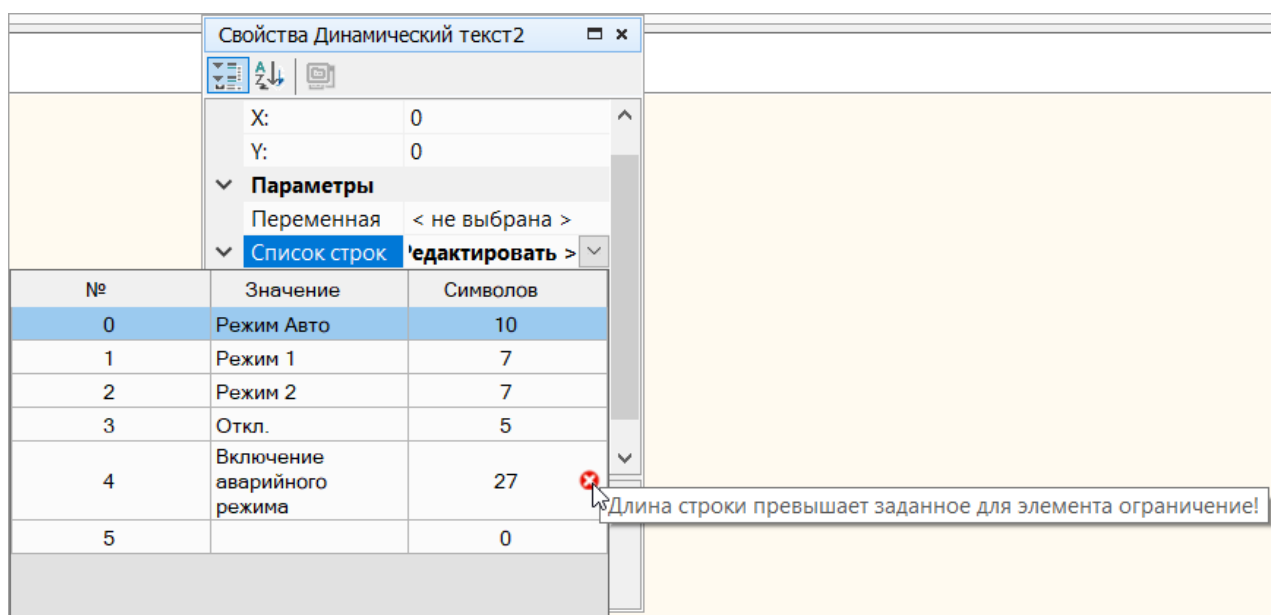 Свойства Динамический текст2
X: 0
Y: 0
Параметры
Переменная < не выбрана >
Список строк Редактировать >
№ Значение Символов
0 Режим Авто 10
1 Режим 1 7
2 Режим 2 7
3 Откл. 5
4 Включение аварийного режима 27
Длина строки превышает заданное для элемента ограничение!
5 0